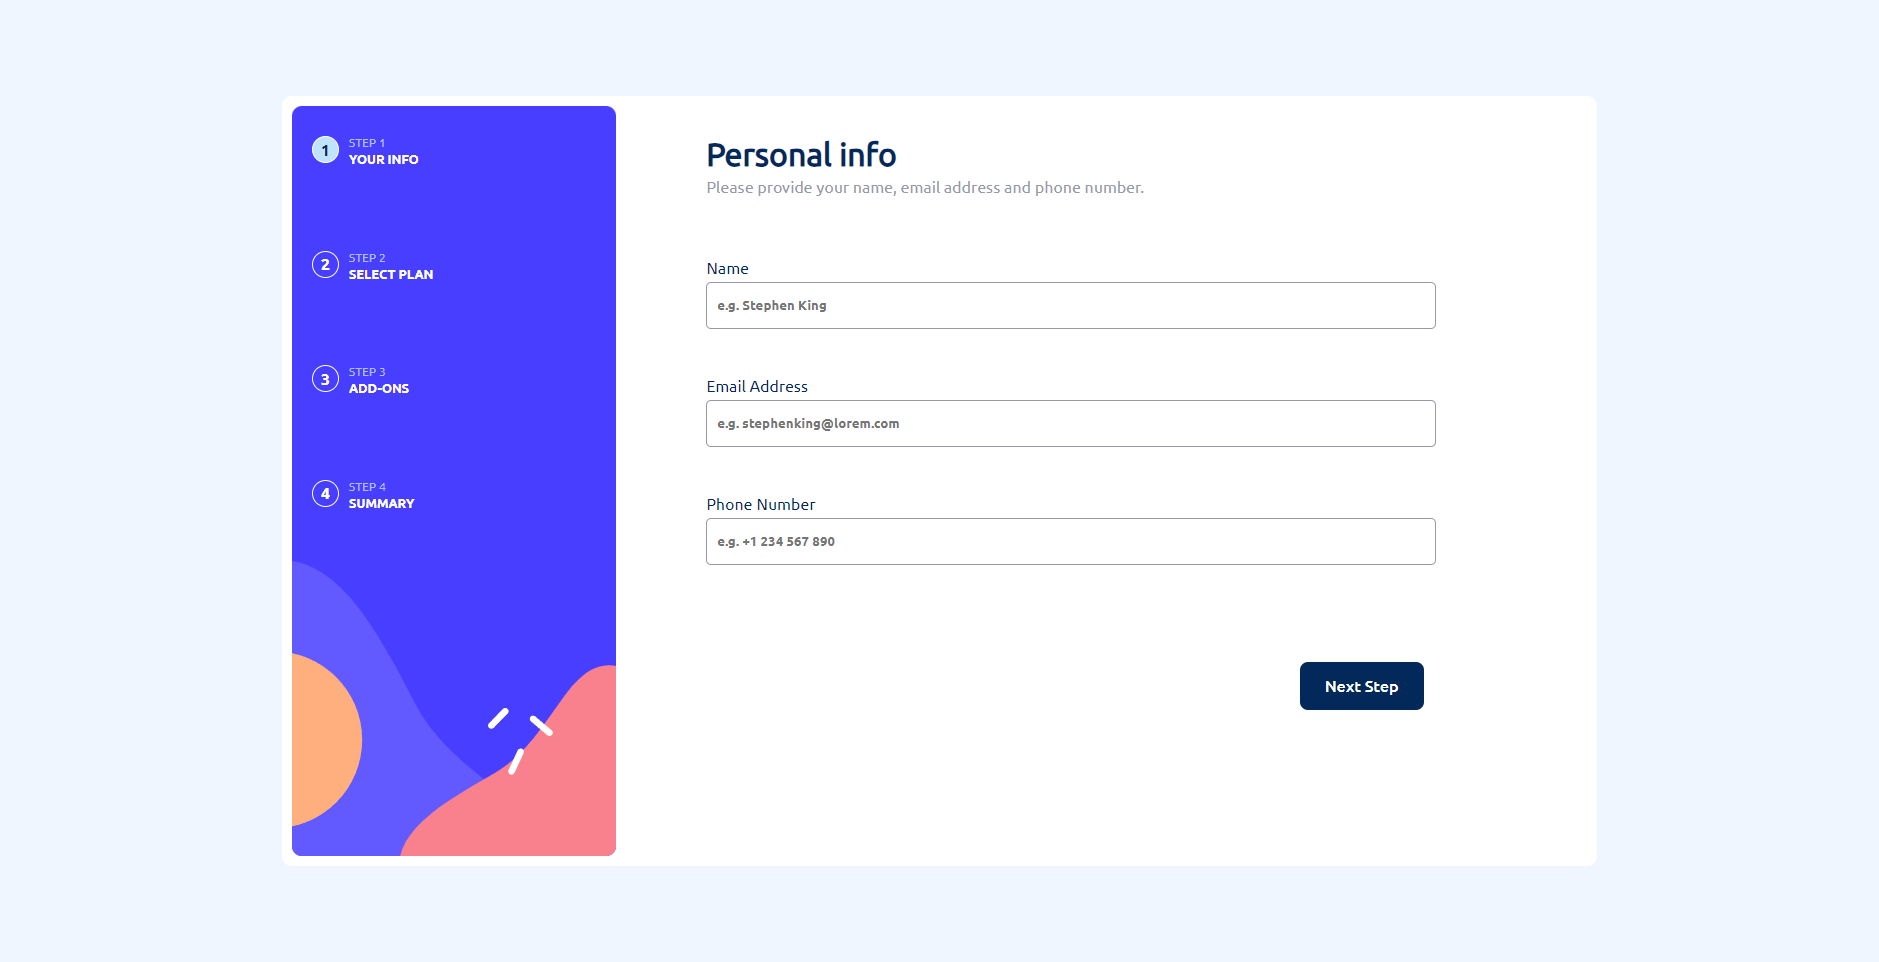 1
STEP 1
YOUR INFO
2
STEP 2
SELECT PLAN
3
STEP 3
ADD-ONS
4
STEP 4
SUMMARY
Personal info
Please provide your name, email address and phone number.
Name
e.g. Stephen King
Email Address
e.g. stephenking@lorem.com
Phone Number
e.g. +1 234 567 890
Next Step